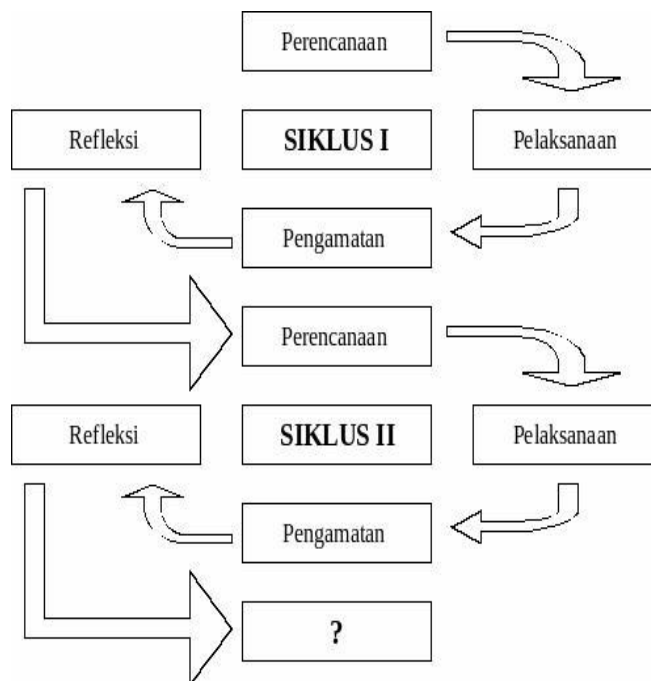 Perencanaan
Refleksi
SIKLUS I
Pelaksanaan
Pengamatan
Perencanaan
Refleksi
SIKLUS II
Pelaksanaan
Pengamatan
?